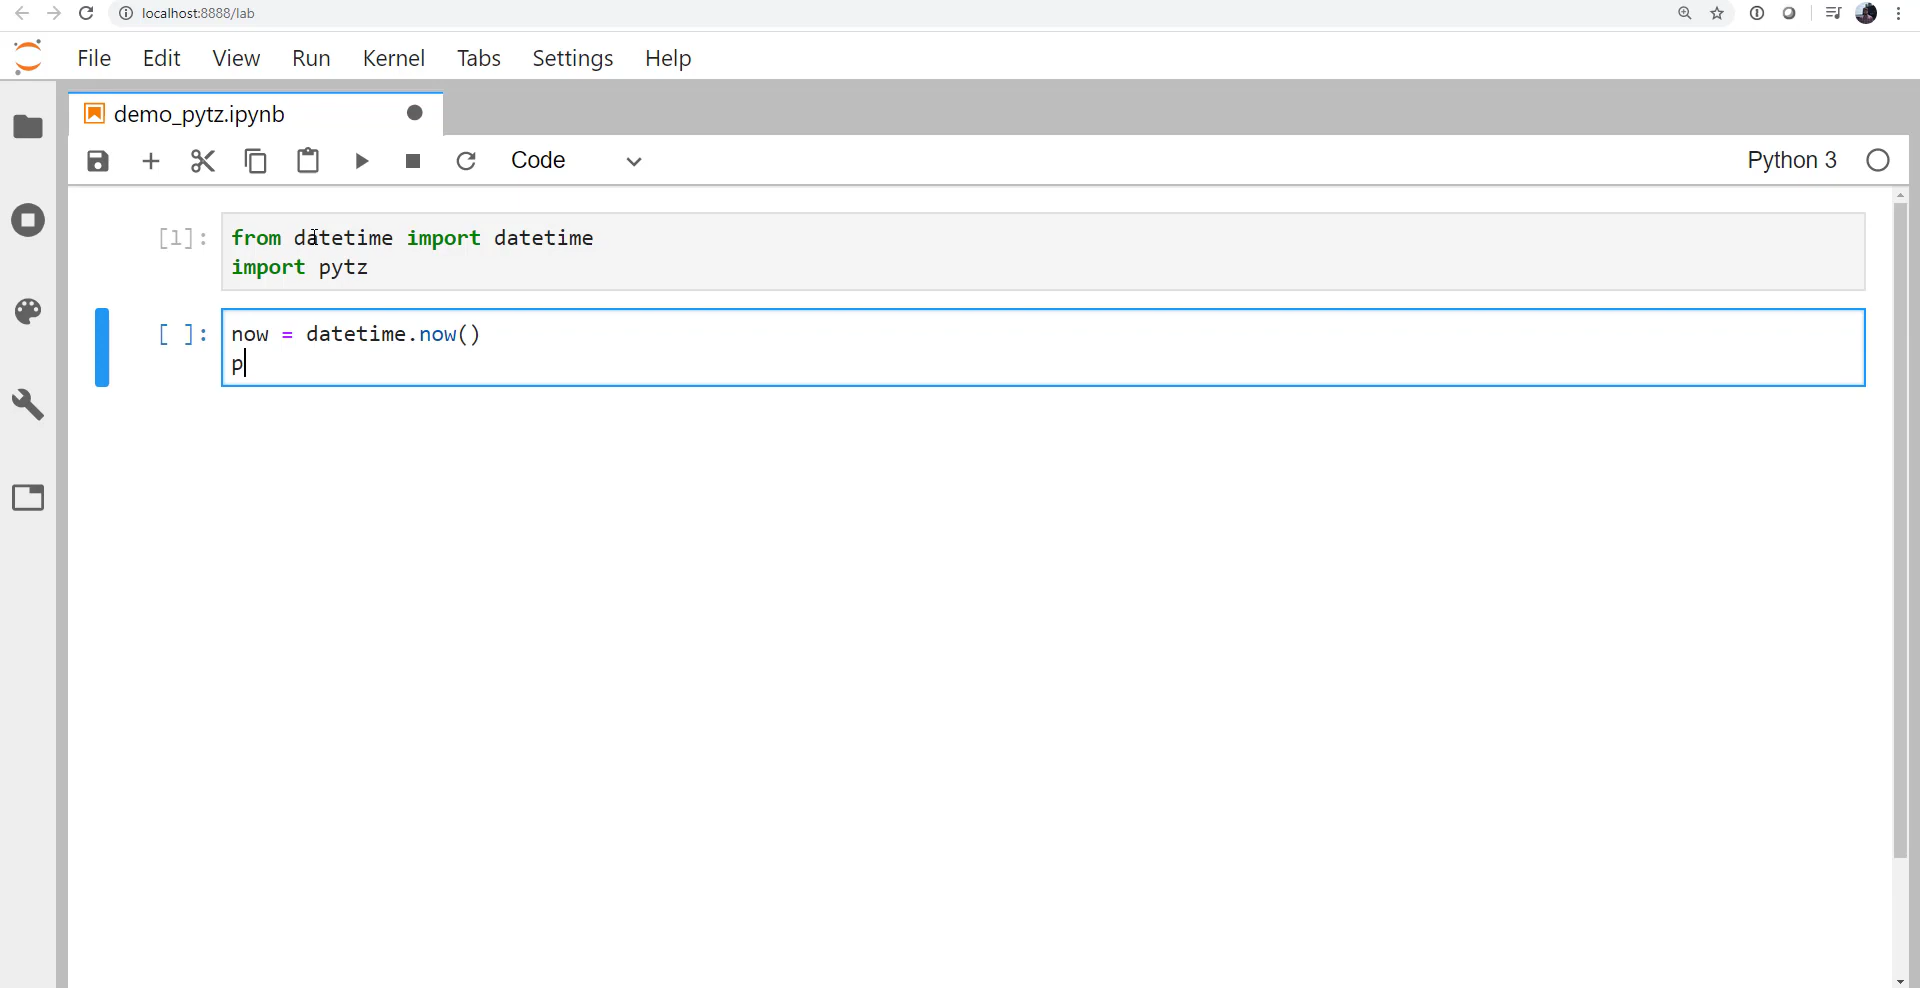 localhost:8888/lab
File Edit View Run Kernel Tabs Settings Help
demo_pytz.ipynb
Code Python 3
[1]: from datetime import datetime
import pytz
[ ]: now = datetime.now()
p